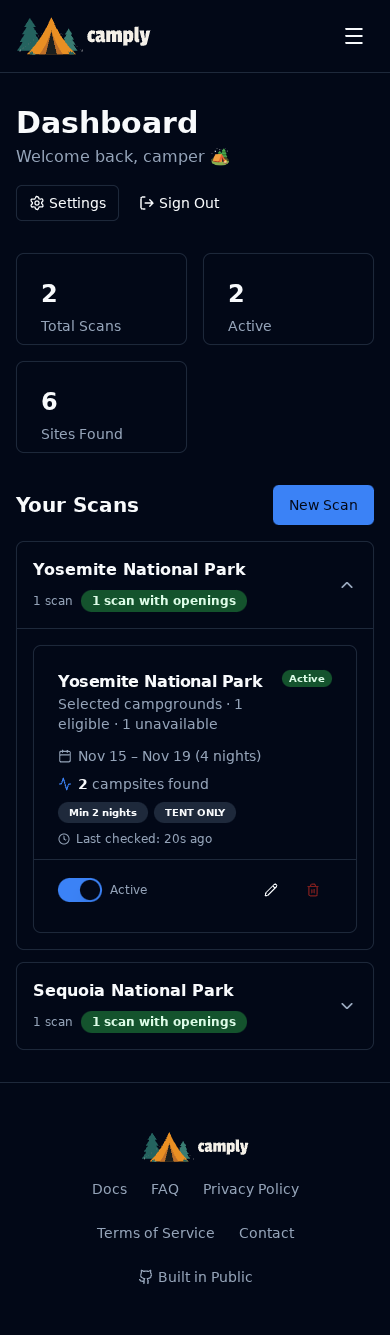 camply
Dashboard
Welcome back, camper 🏕️
Settings
Sign Out
2
Total Scans
2
Active
6
Sites Found
Your Scans
New Scan
Yosemite National Park
1 scan
1 scan with openings
Yosemite National Park
Active
Selected campgrounds · 1
eligible · 1 unavailable
Nov 15 – Nov 19 (4 nights)
2 campsites found
Min 2 nights
TENT ONLY
Last checked: 20s ago
Active
Sequoia National Park
1 scan
1 scan with openings
camply
Docs
FAQ
Privacy Policy
Terms of Service
Contact
Built in Public